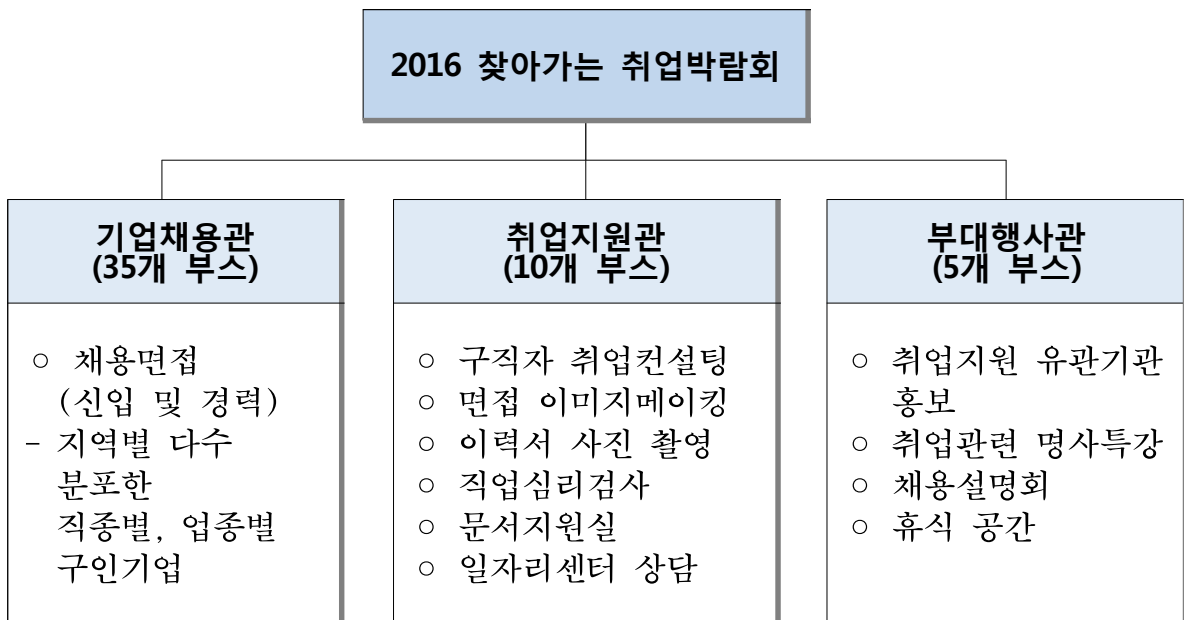 2016 찾아가는 취업박람회
기업채용관
(35개 부스)
○ 채용면접
(신입 및 경력)
- 지역별 다수
분포한
직종별, 업종별
구인기업
취업지원관
(10개 부스)
○ 구직자 취업컨설팅
○ 면접 이미지메이킹
○ 이력서 사진 촬영
○ 직업심리검사
○ 문서지원실
○ 일자리센터 상담
부대행사관
(5개 부스)
○ 취업지원 유관기관
홍보
○ 취업관련 명사특강
○ 채용설명회
○ 휴식 공간